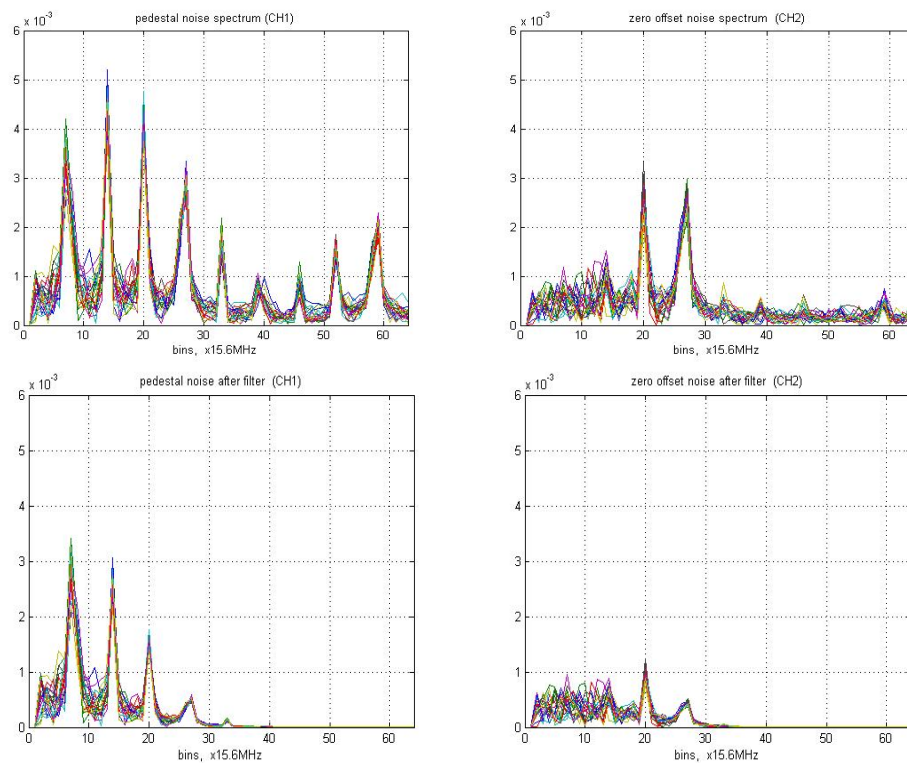 pedestal noise spectrum (CH1)
x 10^-3
6
5
4
3
2
1
0
0 10 20 30 40 50 60
bins, x15.6MHz
zero offset noise spectrum (CH2)
x 10^-3
6
5
4
3
2
1
0
0 10 20 30 40 50 60
bins, x15.6MHz
pedestal noise after filter (CH1)
x 10^-3
6
5
4
3
2
1
0
0 10 20 30 40 50 60
bins, x15.6MHz
zero offset noise after filter (CH2)
x 10^-3
6
5
4
3
2
1
0
0 10 20 30 40 50 60
bins, x15.6MHz